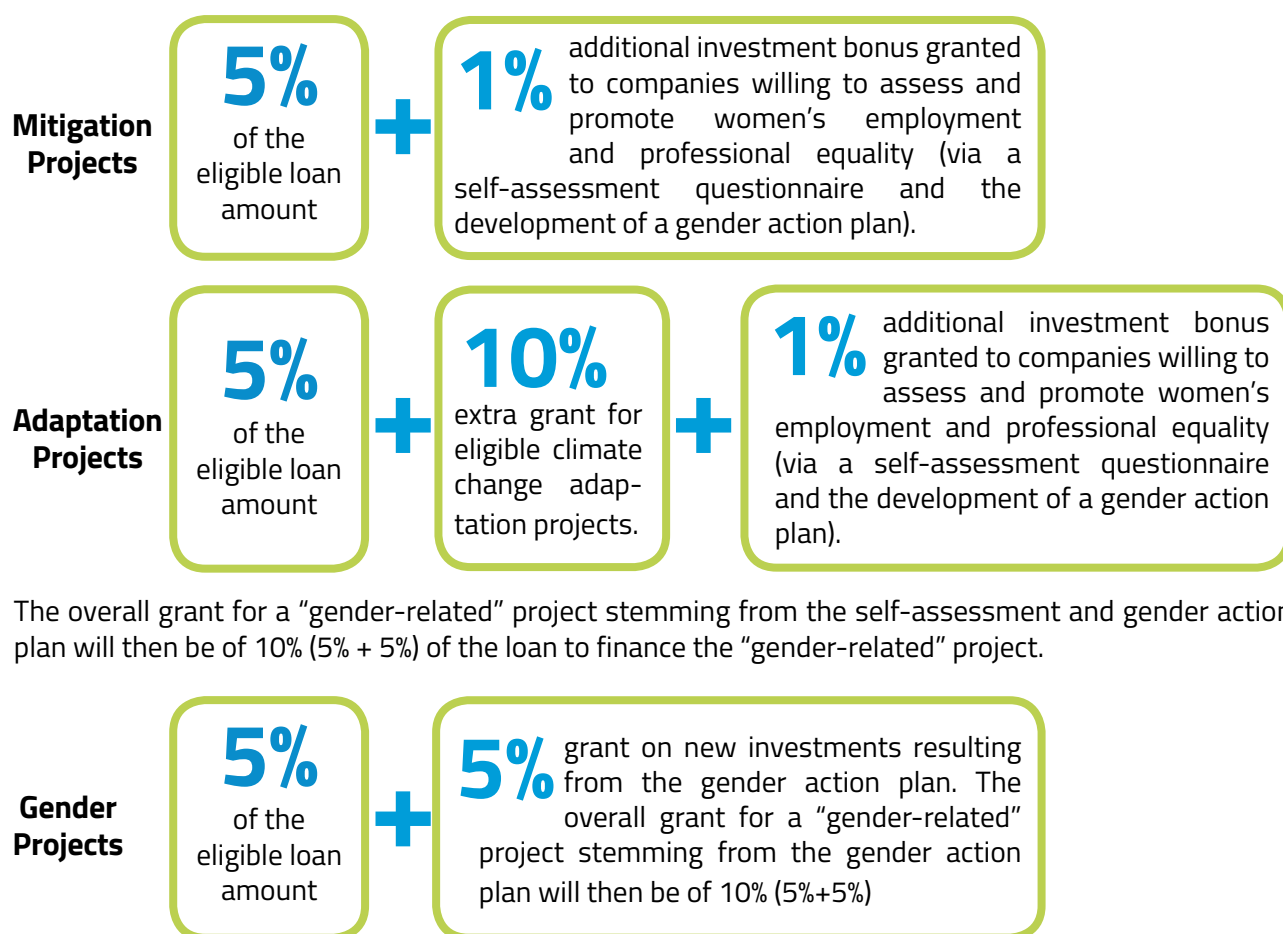 Mitigation
Projects
5%
of the
eligible loan
amount
+
1% additional investment bonus granted
to companies willing to assess and
promote women’s employment
and professional equality (via a
self-assessment questionnaire and the
development of a gender action plan).
Adaptation
Projects
5%
of the
eligible loan
amount
+
10%
extra grant for
eligible climate
change adap-
tation projects.
+
1% additional investment bonus
granted to companies willing to
assess and promote women’s
employment and professional equality
(via a self-assessment questionnaire
and the development of a gender action
plan).
The overall grant for a “gender-related” project stemming from the self-assessment and gender action
plan will then be of 10% (5% + 5%) of the loan to finance the “gender-related” project.
Gender
Projects
5%
of the
eligible loan
amount
+
5% grant on new investments resulting
from the gender action plan. The
overall grant for a “gender-related”
project stemming from the gender action
plan will then be of 10% (5%+5%)